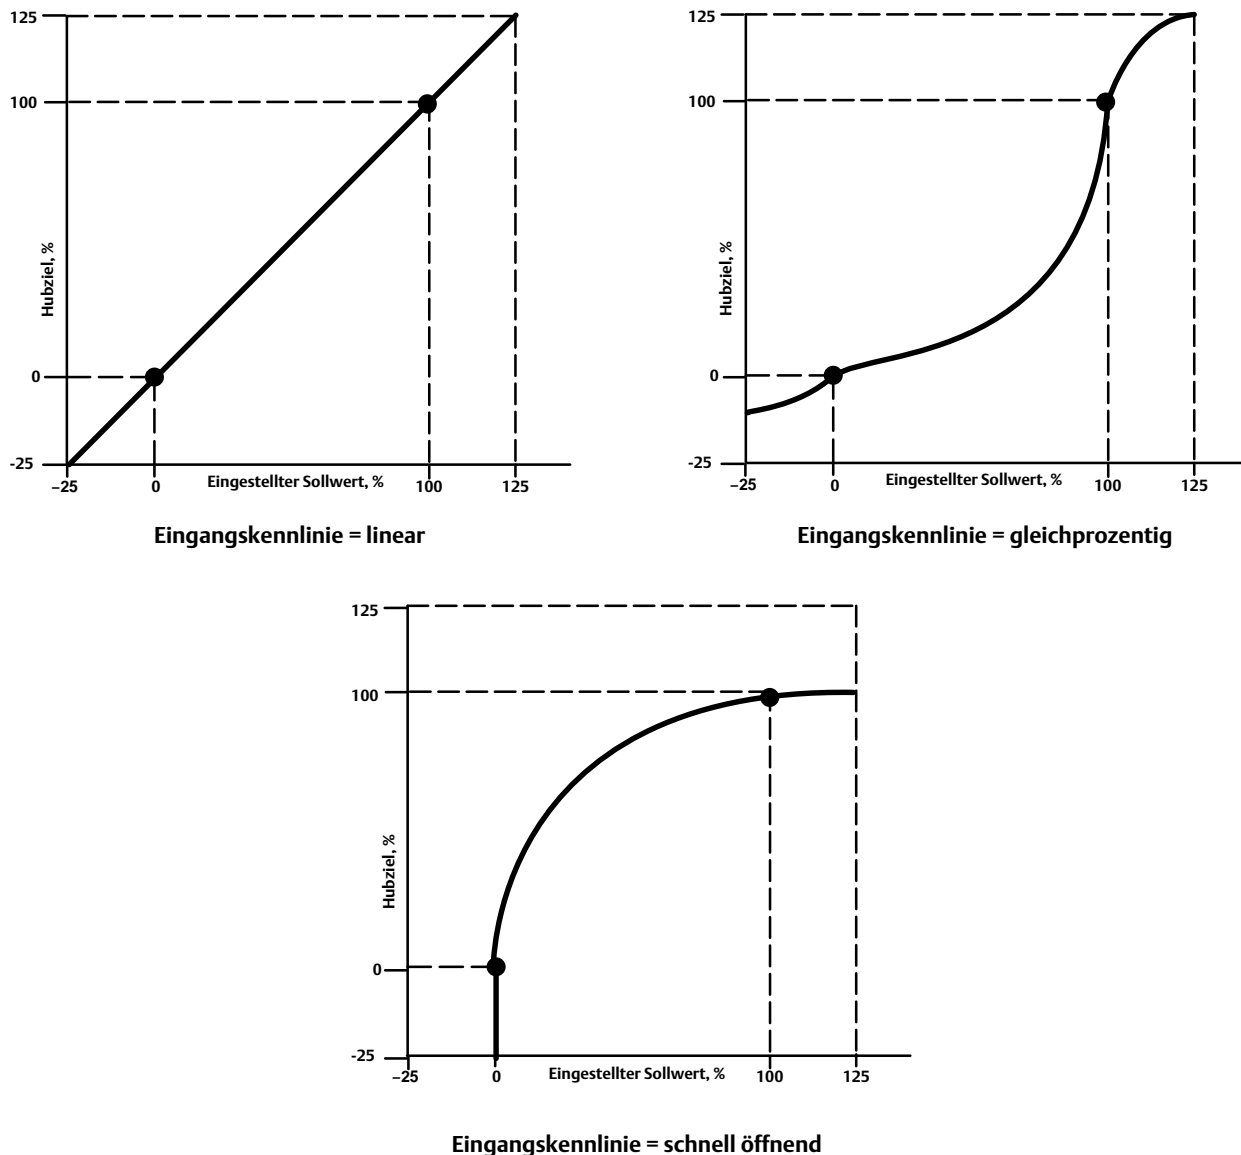 125
100
Hubziel, %
0
-25
–25 0 Eingestellter Sollwert, % 100 125
Eingangskennlinie = linear
125
100
Hubziel, %
0
-25
–25 0 Eingestellter Sollwert, % 100 125
Eingangskennlinie = gleichprozentig
125
100
Hubziel, %
0
-25
–25 0 Eingestellter Sollwert, % 100 125
Eingangskennlinie = schnell öffnend